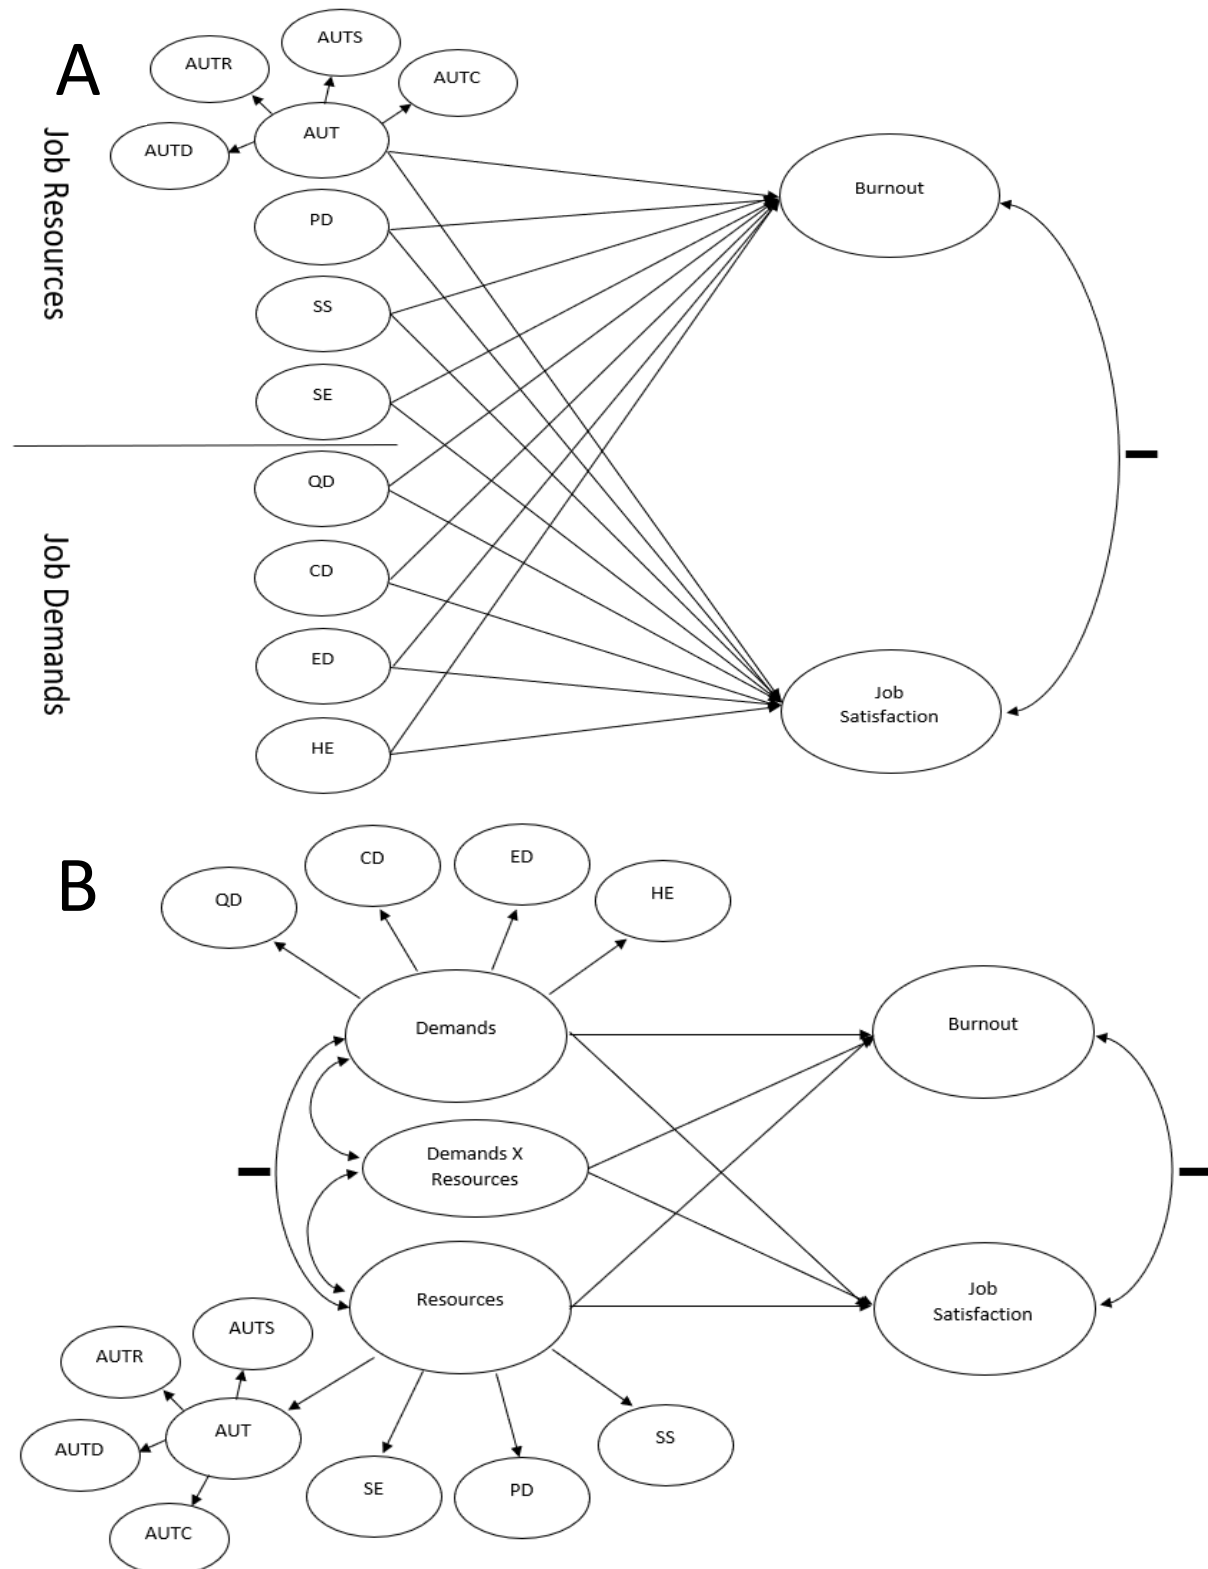 A
Job Resources
AUTR
AUTS
AUTC
AUTD
AUT
PD
SS
SE
Job Demands
QD
CD
ED
HE
Burnout
Job
Satisfaction
B
QD
CD
ED
HE
Demands
Demands X
Resources
Resources
Burnout
Job
Satisfaction
AUTS
AUTR
AUTD
AUT
AUTC
SE
PD
SS